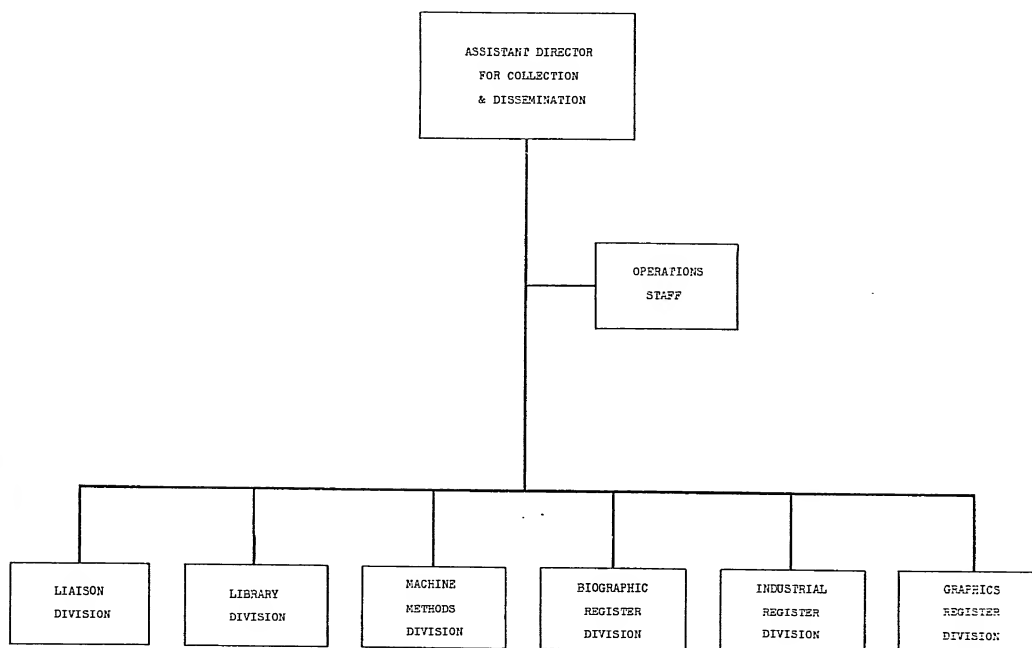 ASSISTANT DIRECTOR
FOR COLLECTION
& DISSEMINATION
OPERATIONS
STAFF
LIAISON
DIVISION
LIBRARY
DIVISION
MACHINE
METHODS
DIVISION
BIOGRAPHIC
REGISTER
DIVISION
INDUSTRIAL
REGISTER
DIVISION
GRAPHICS
REGISTER
DIVISION